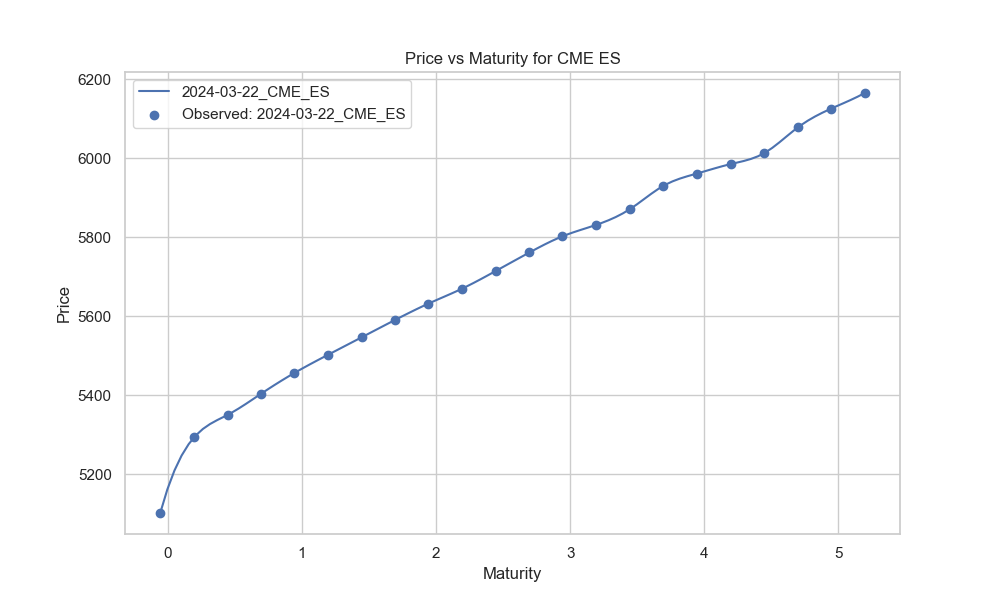 Price vs Maturity for CME ES
2024-03-22_CME_ES
Observed: 2024-03-22_CME_ES
6200
6000
5800
5600
5400
5200
Price
0 1 2 3 4 5
Maturity